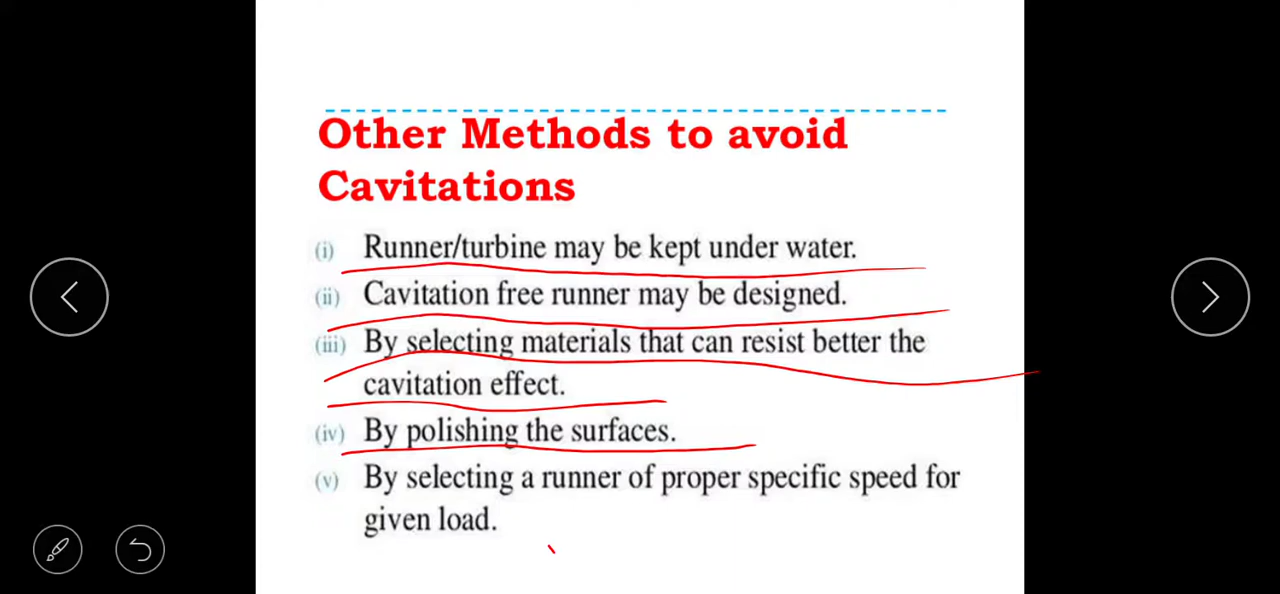 Other Methods to avoid
Cavitations
(i) Runner/turbine may be kept under water.
(ii) Cavitation free runner may be designed.
(iii) By selecting materials that can resist better the
cavitation effect.
(iv) By polishing the surfaces.
(v) By selecting a runner of proper specific speed for
given load.